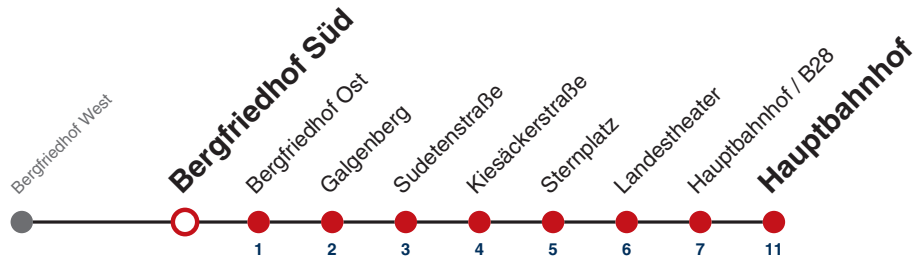 Bergfriedhof West
Bergfriedhof Süd
Bergfriedhof Ost
Galgenberg
Sudetenstraße
Kiesäckerstraße
Sternplatz
Landestheater
Hauptbahnhof / B28
Hauptbahnhof
1 2 3 4 5 6 7 11